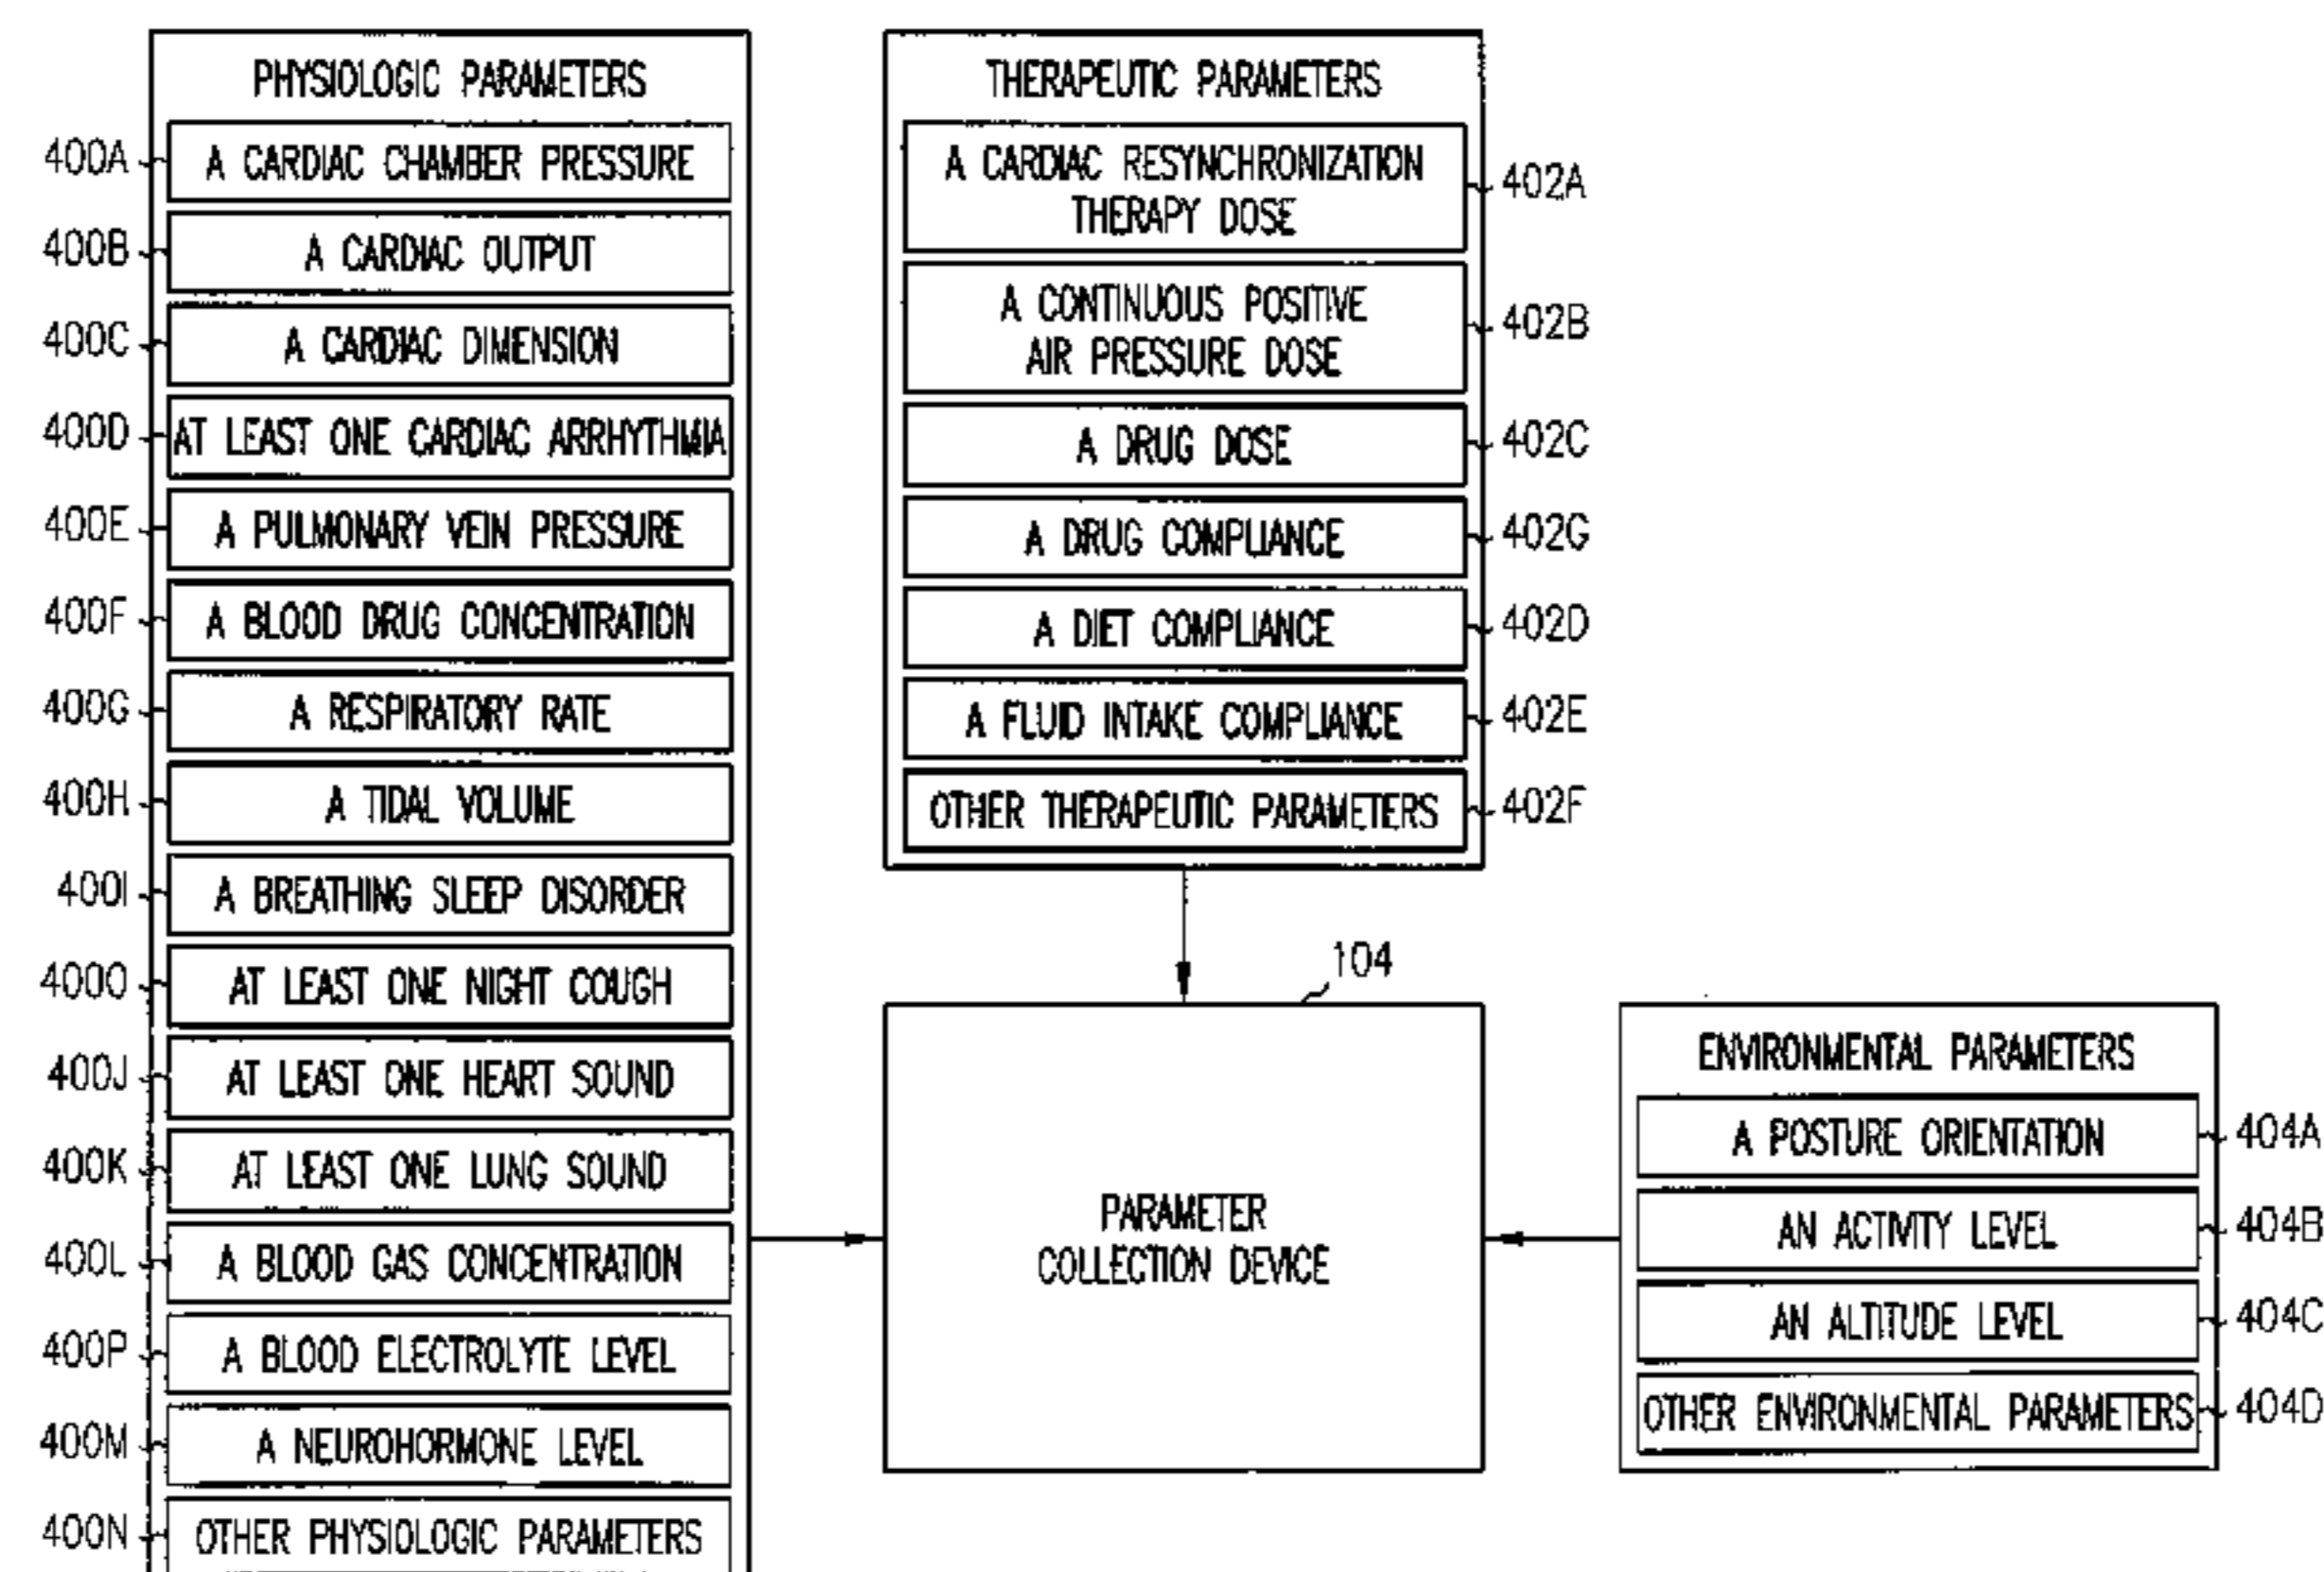 PHYSIOLOGIC PARAMETERS
400A
A CARDIAC CHAMBER PRESSURE
400B
A CARDIAC OUTPUT
400C
A CARDIAC DIMENSION
400D
AT LEAST ONE CARDIAC ARRHYTHMIA
400E
A PULMONARY VEIN PRESSURE
400F
A BLOOD DRUG CONCENTRATION
400G
A RESPIRATORY RATE
400H
A TIDAL VOLUME
400I
A BREATHING SLEEP DISORDER
400O
AT LEAST ONE NIGHT COUGH
400J
AT LEAST ONE HEART SOUND
400K
AT LEAST ONE LUNG SOUND
400L
A BLOOD GAS CONCENTRATION
400P
A BLOOD ELECTROLYTE LEVEL
400M
A NEUROHORMONE LEVEL
400N
OTHER PHYSIOLOGIC PARAMETERS
THERAPEUTIC PARAMETERS
A CARDIAC RESYNCHRONIZATION
THERAPY DOSE
402A
A CONTINUOUS POSITIVE
AIR PRESSURE DOSE
402B
A DRUG DOSE
402C
A DRUG COMPLIANCE
402G
A DIET COMPLIANCE
402D
A FLUID INTAKE COMPLIANCE
402E
OTHER THERAPEUTIC PARAMETERS
402F
104
PARAMETER
COLLECTION DEVICE
ENVIRONMENTAL PARAMETERS
A POSTURE ORIENTATION
404A
AN ACTIVITY LEVEL
404B
AN ALTITUDE LEVEL
404C
OTHER ENVIRONMENTAL PARAMETERS
404D